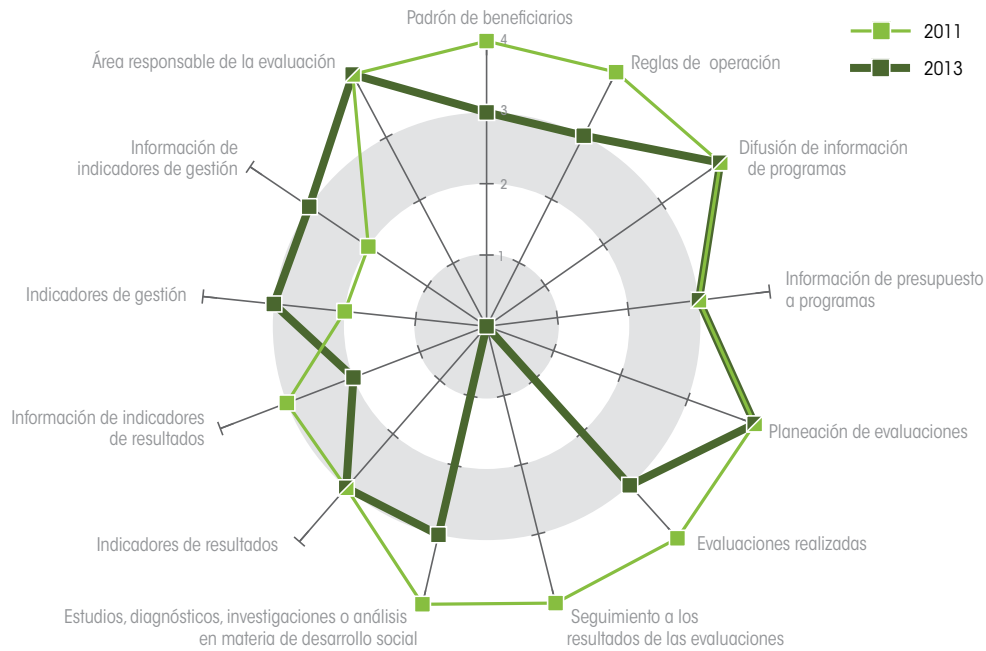 Padrón de beneficiarios
2011
2013
4
3
2
1
Reglas de operación
Difusión de información
de programas
Información de presupuesto
a programas
Planeación de evaluaciones
Evaluaciones realizadas
Seguimiento a los
resultados de las evaluaciones
Estudios, diagnósticos, investigaciones o análisis
en materia de desarrollo social
Indicadores de resultados
Información de indicadores
de resultados
Indicadores de gestión
Información de
indicadores de gestión
Área responsable de la evaluación